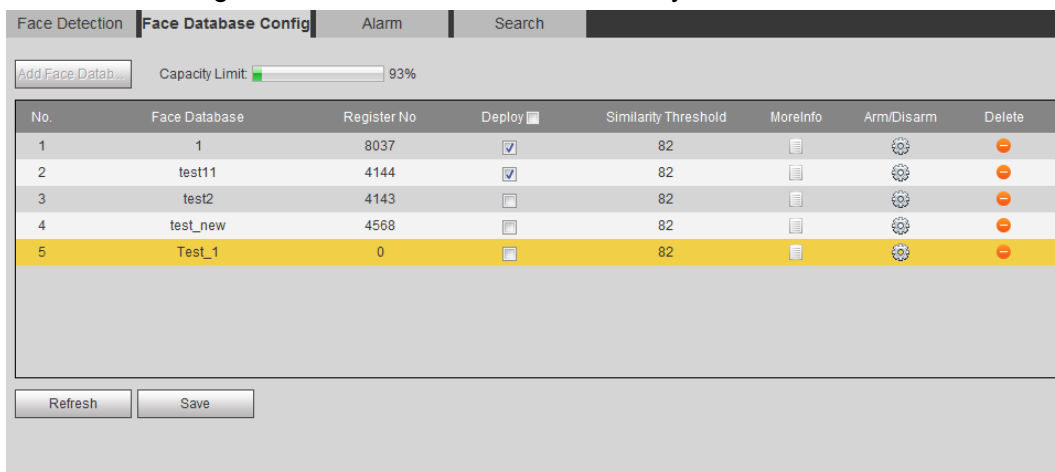 Face Detection Face Database Config Alarm Search
Add Face Datab... Capacity Limit: 93%
No. Face Database Register No Deploy Similarity Threshold MoreInfo Arm/Disarm Delete
1 1 8037 82
2 test11 4144 82
3 test2 4143 82
4 test_new 4568 82
5 Test_1 0 82
Refresh Save